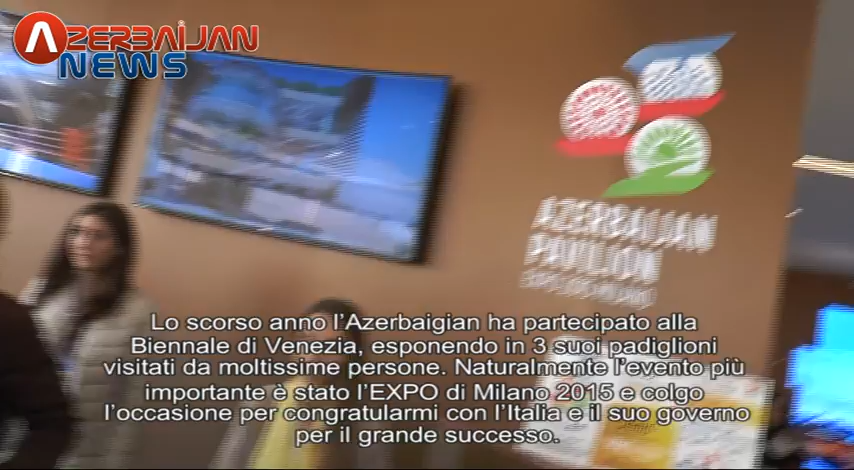 AZERBAIJAN
NEWS
AZERBAIJAN
PAVILION
Lo scorso anno l'Azerbaigian ha partecipato alla
Biennale di Venezia, esponendo in 3 suoi padiglioni
visitati da moltissime persone. Naturalmente l'evento più
importante è stato l'EXPO di Milano 2015 e colgo
l'occasione per congratularmi con l'Italia e il suo governo
per il grande successo.